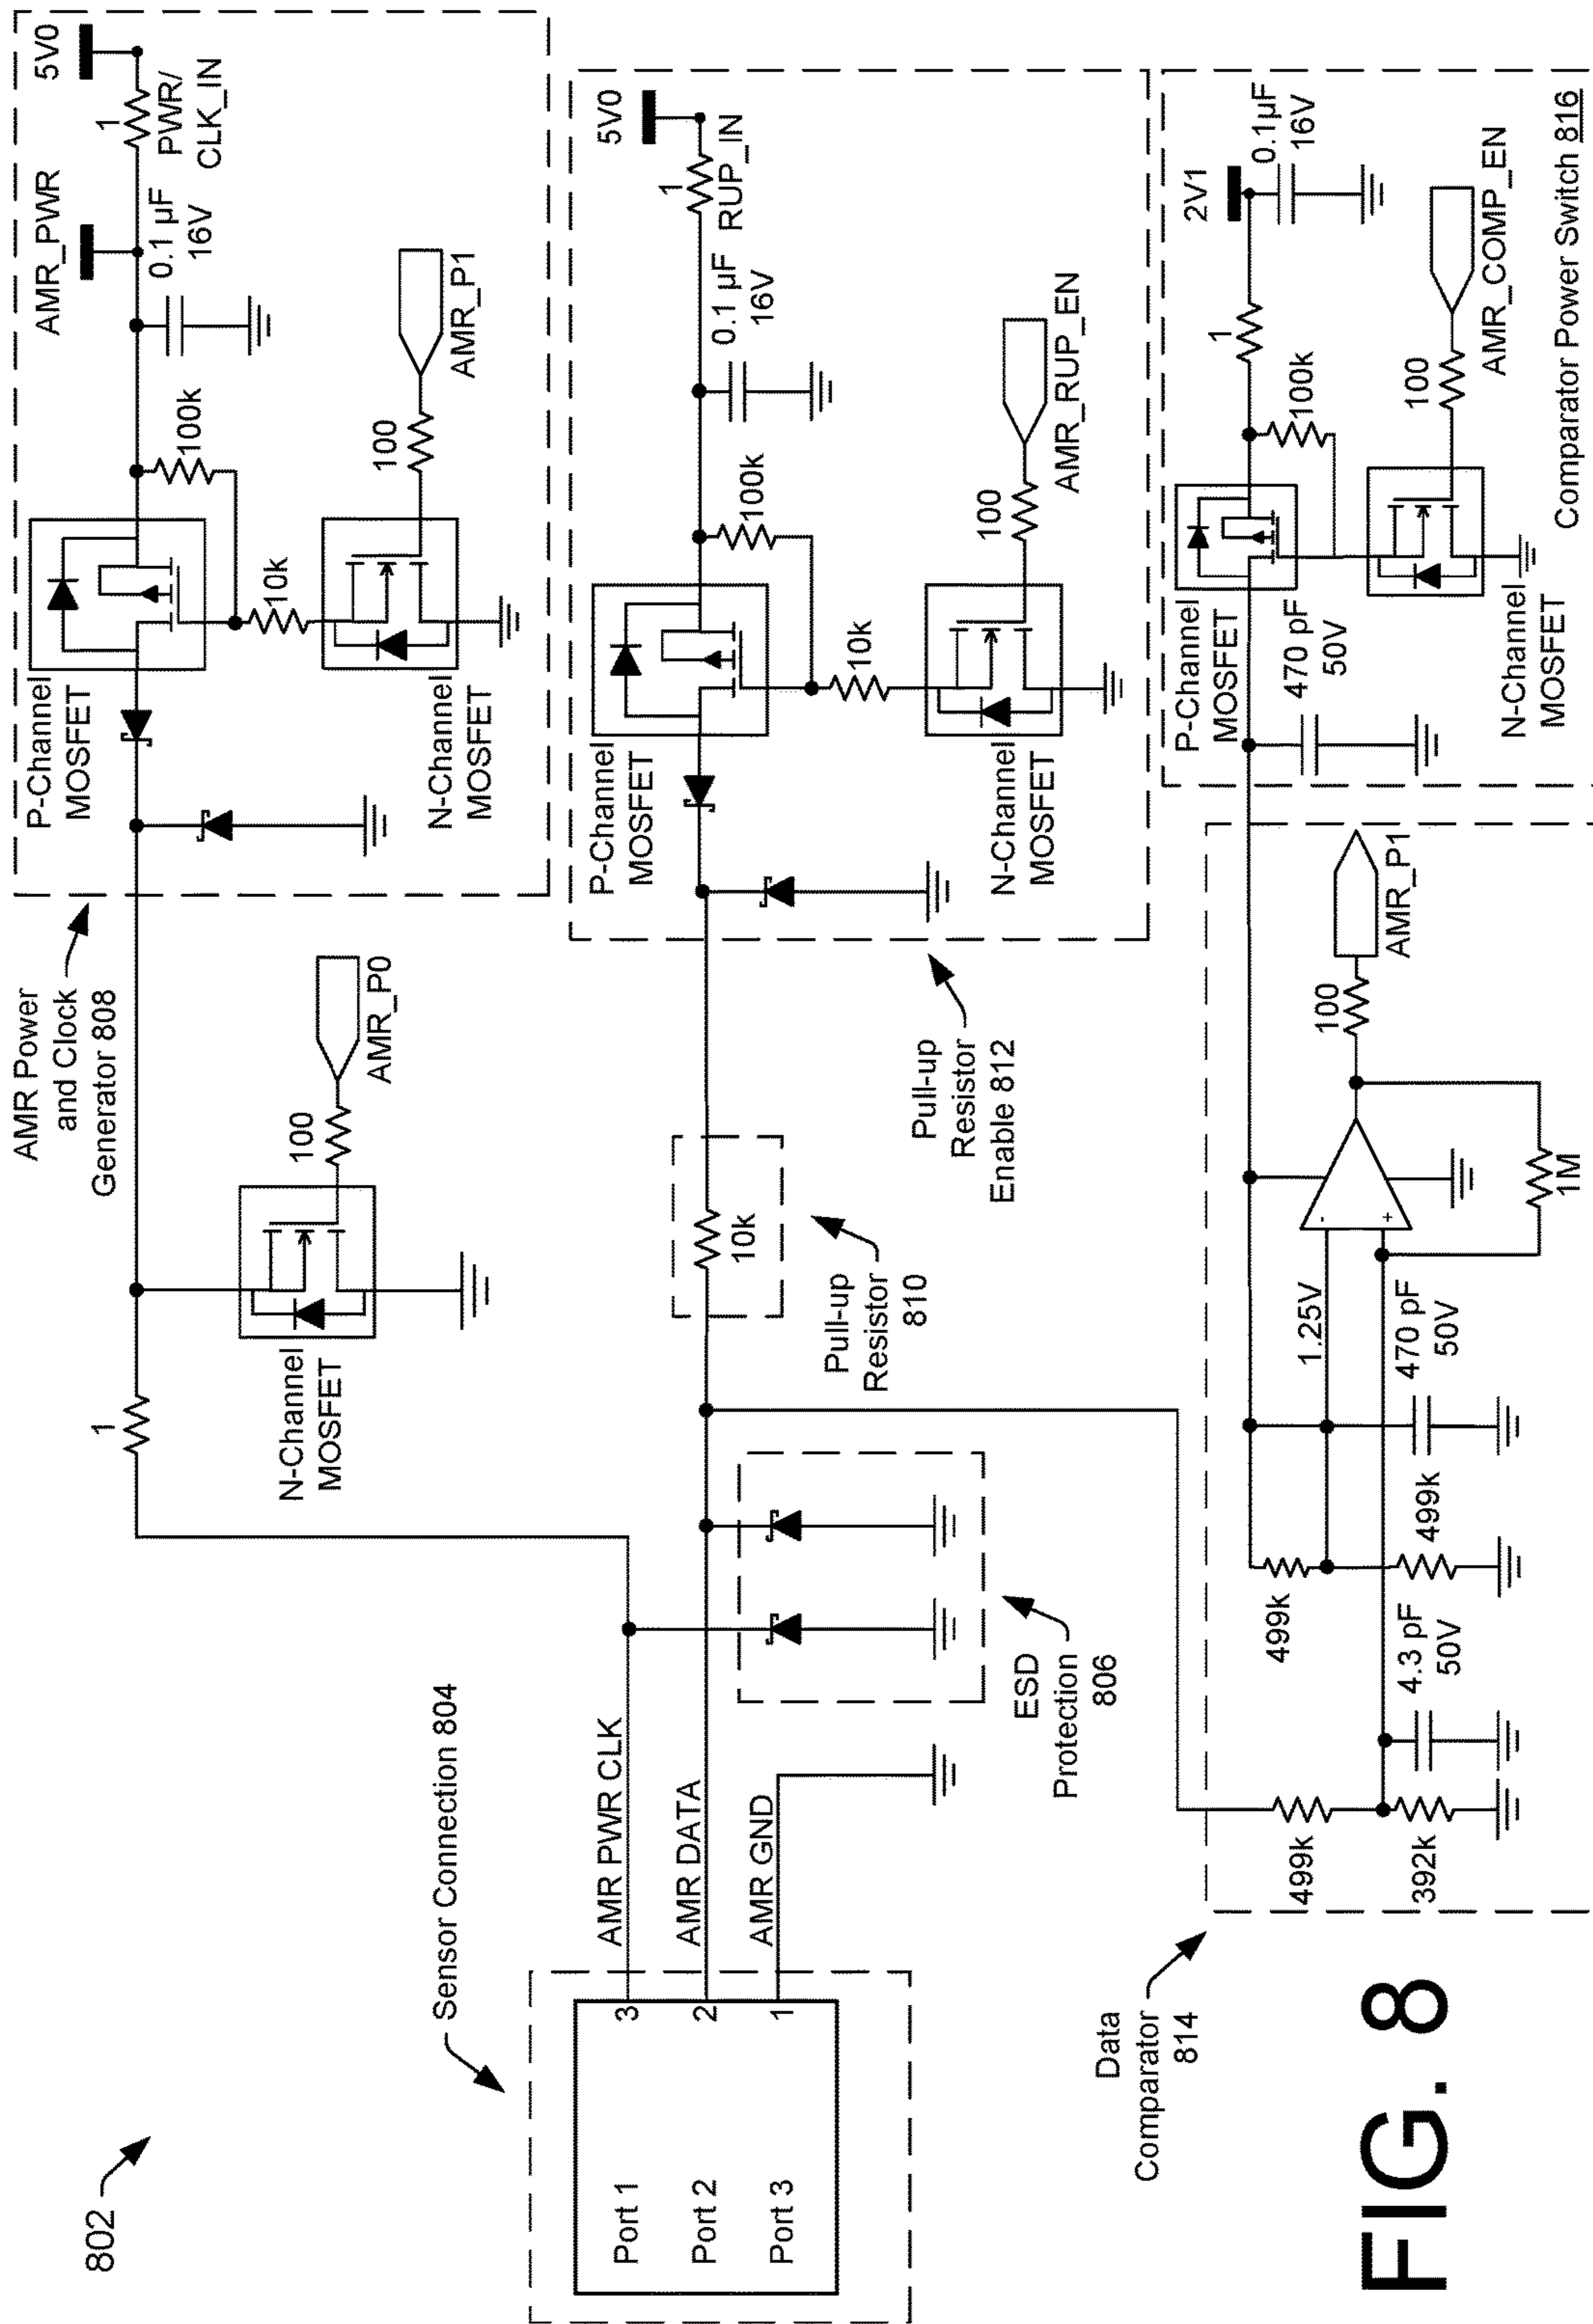 802
Sensor Connection 804
Port 1
Port 2
Port 3
3
2
1
AMR PWR CLK
AMR DATA
AMR GND
ESD
Protection
806
1
N-Channel
MOSFET
100
AMR_P0
AMR Power
and Clock
Generator 808
P-Channel
MOSFET
N-Channel
MOSFET
10k
100k
100
AMR_P1
0.1 µF
16V
AMR_PWR
1
PWR/
CLK_IN
5V0
Pull-up
Resistor
810
10k
Pull-up
Resistor
Enable 812
P-Channel
MOSFET
N-Channel
MOSFET
10k
100k
100
AMR_RUP_EN
0.1 µF
16V
1
RUP_IN
5V0
Data
Comparator
814
499k
392k
4.3 pF
50V
499k
499k
470 pF
50V
1.25V
-
+
1M
100
AMR_P1
P-Channel
MOSFET
470 pF
50V
N-Channel
MOSFET
100k
1
100
AMR_COMP_EN
2V1
0.1µF
16V
Comparator Power Switch 816
FIG. 8